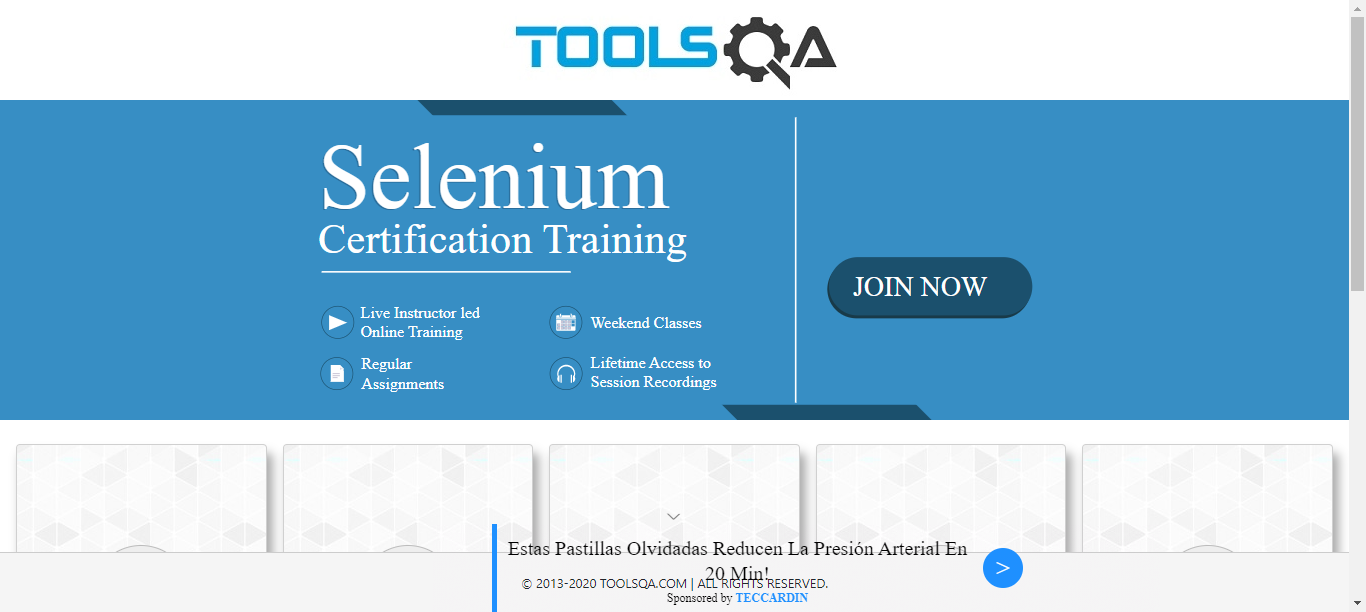 TOOLSQA
Selenium
Certification Training
Live Instructor led
Online Training
Weekend Classes
Regular
Assignments
Lifetime Access to
Session Recordings
JOIN NOW
Estas Pastillas Olvidadas Reducen La Presión Arterial En
20 Min!
>
© 2013-2020 TOOLSQA.COM | ALL RIGHTS RESERVED.
Sponsored by TECCARDIN